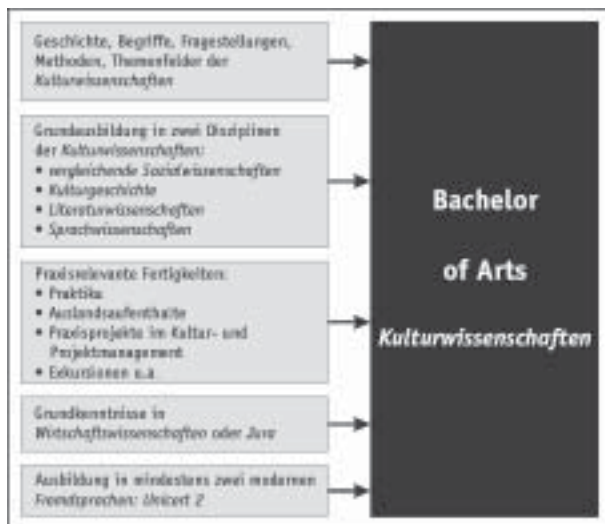 Geschichte, Begriffe, Fragestellungen,
Methoden, Themenfelder der
Kulturwissenschaften
Grundausbildung in zwei Disziplinen
der Kulturwissenschaften:
• vergleichende Sozialwissenschaften
• Kulturgeschichte
• Literaturwissenschaften
• Sprachwissenschaften
Praxisrelevante Fertigkeiten:
• Praktika
• Auslandsaufenthalte
• Praxisprojekte im Kultur- und
Projektmanagement
• Exkursionen u.a
Grundkenntnisse in
Wirtschaftswissenschaften oder Jura
Ausbildung in mindestens zwei modernen
Fremdsprachen: Unicert 2
Bachelor
of Arts
Kulturwissenschaften